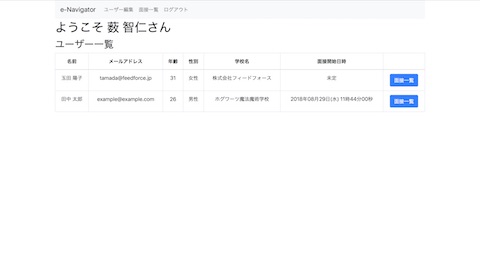 e-Navigator ユーザー編集 面接一覧 ログアウト
ようこそ 薮 智仁さん
ユーザー一覧
名前 メールアドレス 年齢 性別 学校名 面接開始日時
玉田 陽子 tamada@feedforce.jp 31 女性 株式会社フィードフォース 未定 面接一覧
田中 太郎 example@example.com 26 男性 ホグワーツ魔法魔術学校 2018年08月29日(水) 11時44分00秒 面接一覧